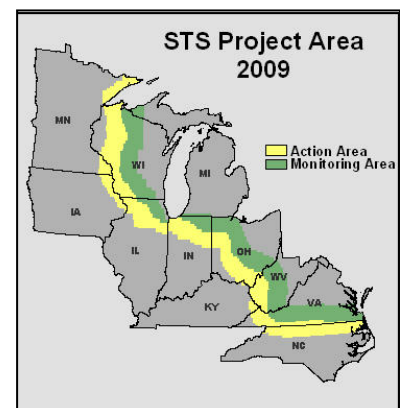 STS Project Area
2009
Action Area
Monitoring Area
MN
WI
MI
IA
IL
IN
OH
WV
VA
KY
NC